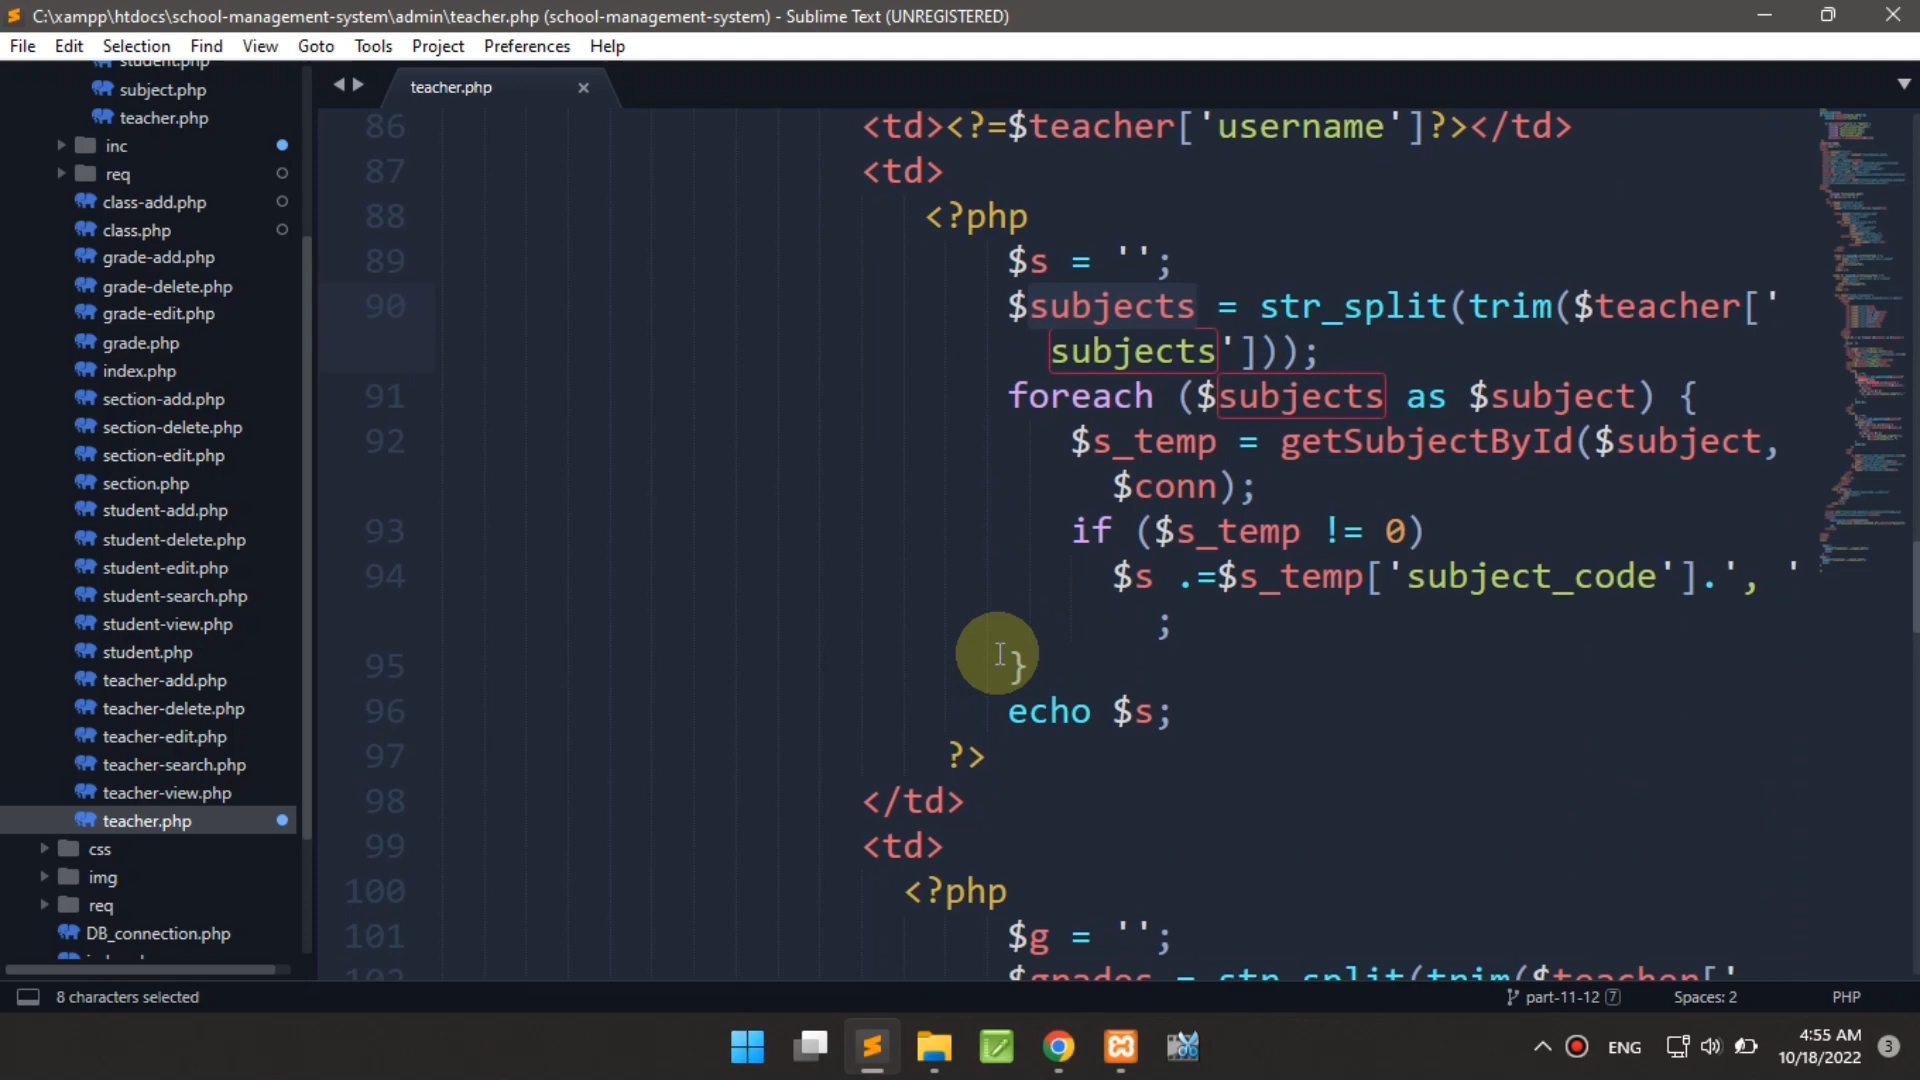 C:\xampp\htdocs\school-management-system\admin\teacher.php (school-management-system) - Sublime Text (UNREGISTERED)
File Edit Selection Find View Goto Tools Project Preferences Help
student.php
subject.php
teacher.php
inc
req
class-add.php
class.php
grade-add.php
grade-delete.php
grade-edit.php
grade.php
index.php
section-add.php
section-delete.php
section-edit.php
section.php
student-add.php
student-delete.php
student-edit.php
student-search.php
student-view.php
student.php
teacher-add.php
teacher-delete.php
teacher-edit.php
teacher-search.php
teacher-view.php
teacher.php
css
img
req
DB_connection.php
teacher.php
86 <td><?=$teacher['username']?></td>
87 <td>
88 <?php
89 $s = '';
90 $subjects = str_split(trim($teacher['
subjects']));
91 foreach ($subjects as $subject) {
92 $s_temp = getSubjectById($subject,
$conn);
93 if ($s_temp != 0)
94 $s .=$s_temp['subject_code'].', '
;
95 }
96 echo $s;
97 ?>
98 </td>
99 <td>
100 <?php
101 $g = '';
102 $grades = str_split(trim($teacher['
8 characters selected
part-11-12 7
Spaces: 2
PHP
ENG
4:55 AM
10/18/2022
3